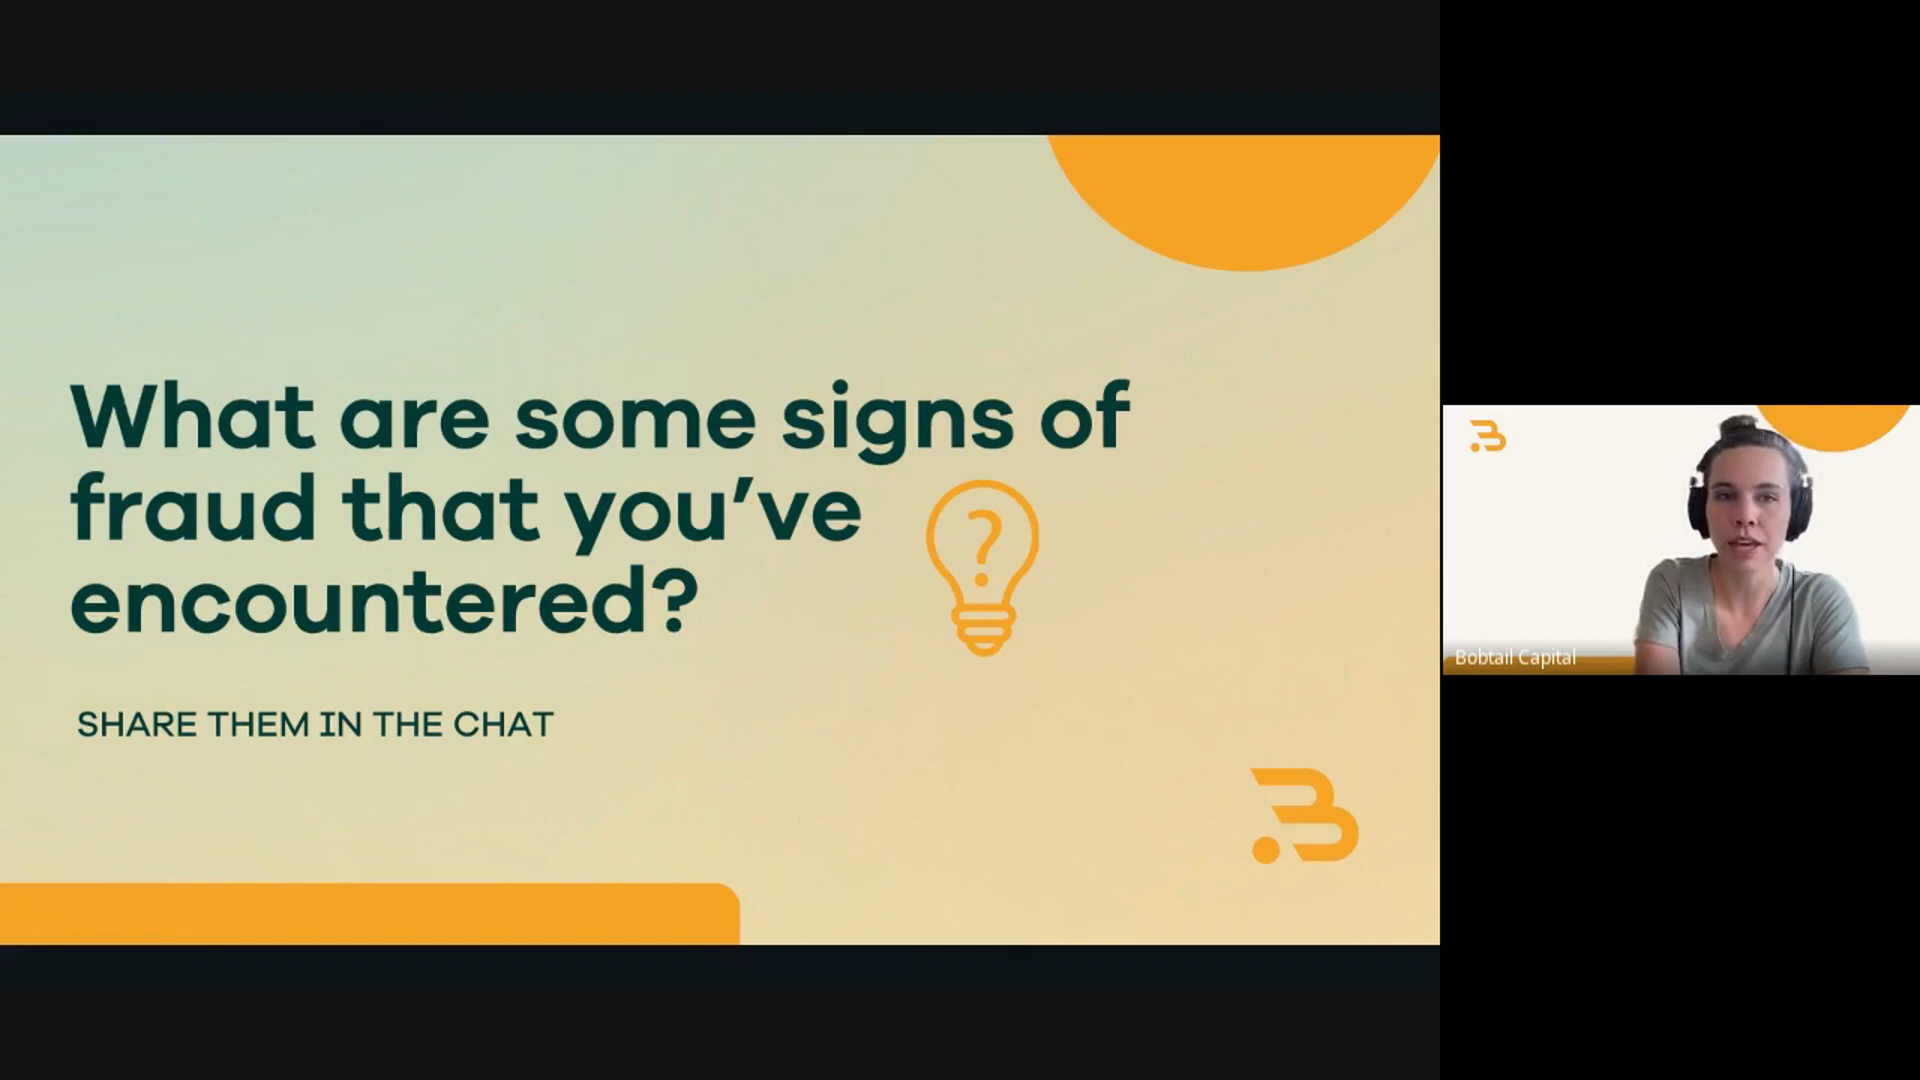 What are some signs of
fraud that you've
encountered?
?
SHARE THEM IN THE CHAT
Bobtail Capital